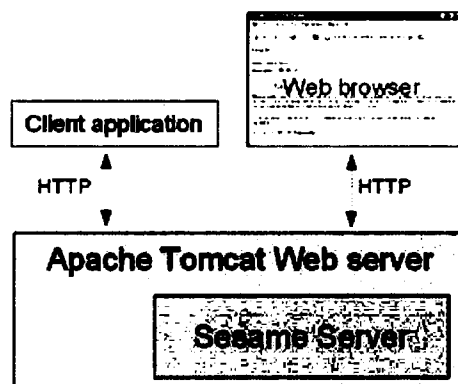 Web browser
Client application
HTTP
HTTP
Apache Tomcat Web server
Sesame Server